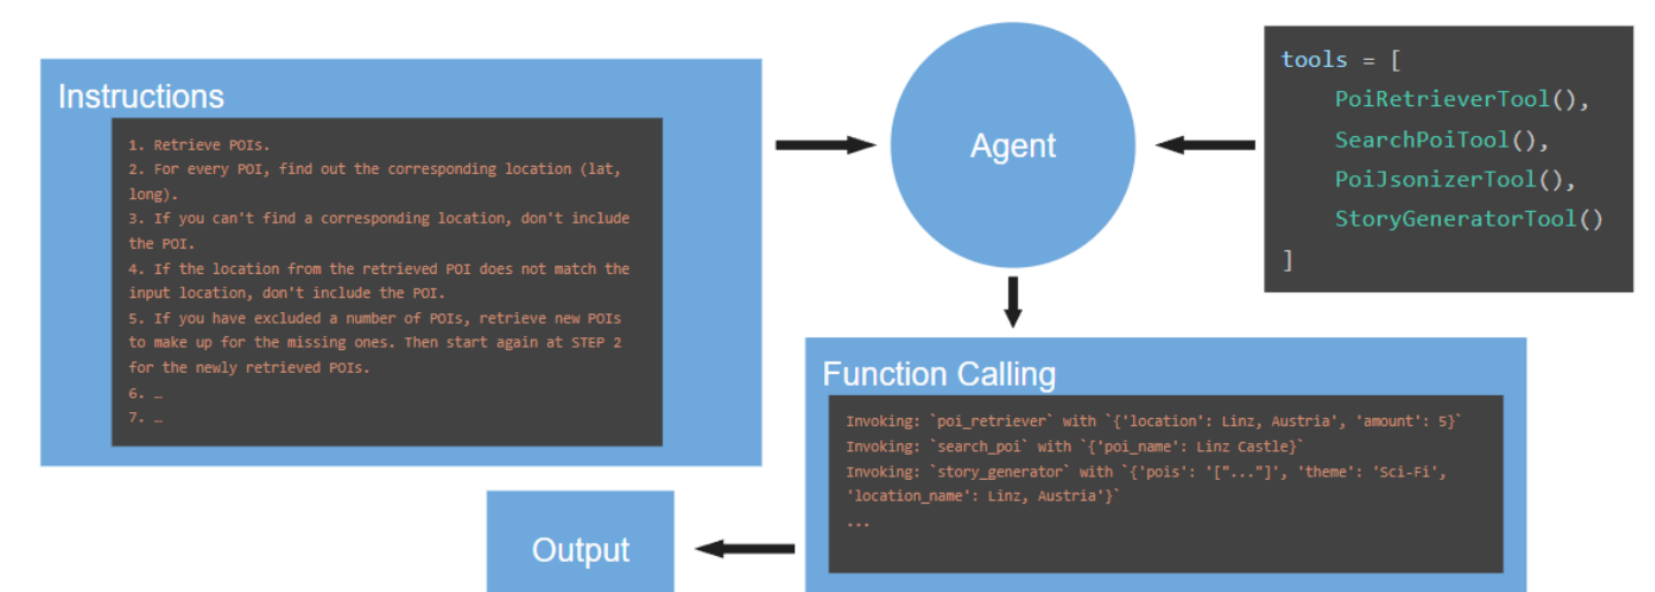 Instructions
1. Retrieve POIs.
2. For every POI, find out the corresponding location (lat,
long).
3. If you can't find a corresponding location, don't include
the POI.
4. If the location from the retrieved POI does not match the
input location, don't include the POI.
5. If you have excluded a number of POIs, retrieve new POIs
to make up for the missing ones. Then start again at STEP 2
for the newly retrieved POIs.
6. …
7. …
Agent
tools = [
PoiRetrieverTool(),
SearchPoiTool(),
PoiJsonizerTool(),
StoryGeneratorTool()
]
Function Calling
Invoking: `poi_retriever` with `{'location': Linz, Austria', 'amount': 5}`
Invoking: `search_poi` with `{'poi_name': Linz Castle}`
Invoking: `story_generator` with `{'pois': '["..."]', 'theme': 'Sci-Fi',
'location_name': Linz, Austria'}`
...
Output